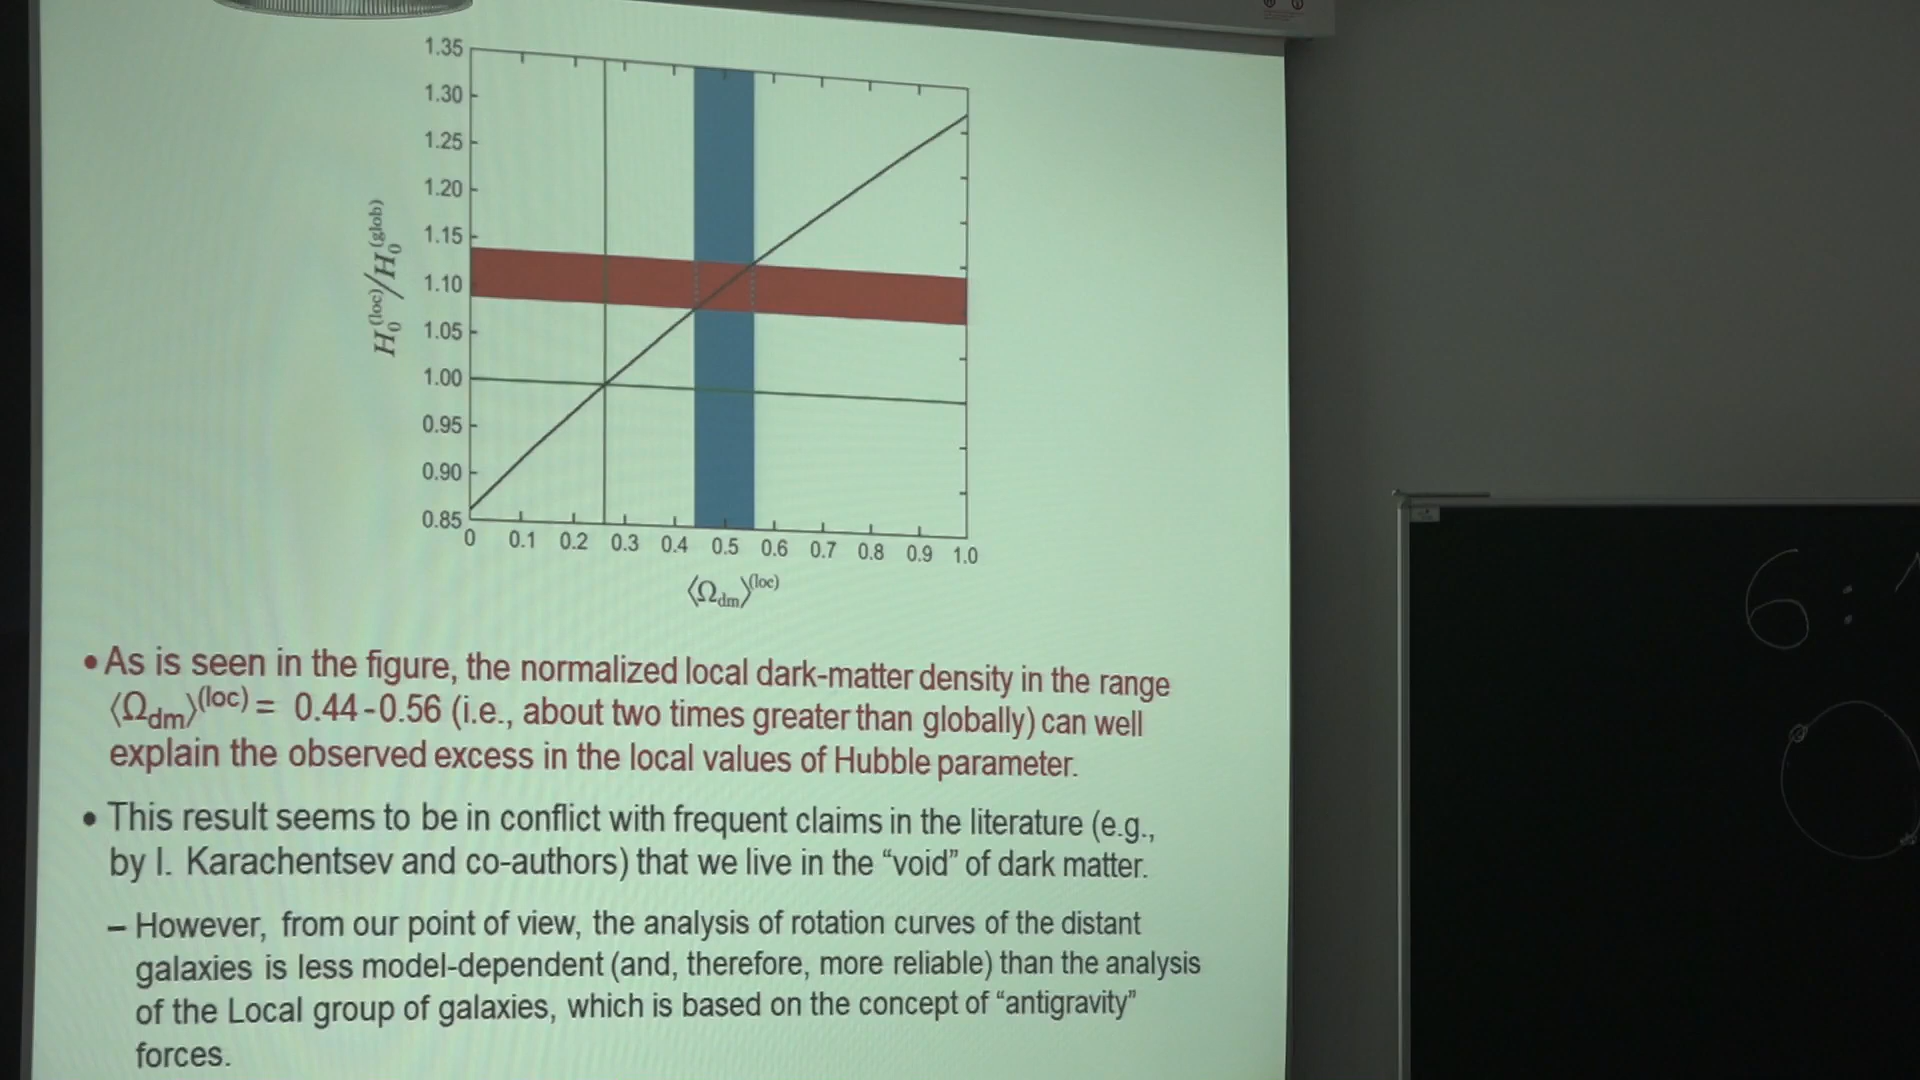 1.35
1.30
1.25
1.20
1.15
1.10
1.05
1.00
0.95
0.90
0.85
H₀^(loc)/H₀^(glob)
0 0.1 0.2 0.3 0.4 0.5 0.6 0.7 0.8 0.9 1.0
⟨Ω_dm⟩^(loc)
• As is seen in the figure, the normalized local dark-matter density in the range
⟨Ω_dm⟩^(loc) = 0.44-0.56 (i.e., about two times greater than globally) can well
explain the observed excess in the local values of Hubble parameter.
• This result seems to be in conflict with frequent claims in the literature (e.g.,
by I. Karachentsev and co-authors) that we live in the “void” of dark matter.
– However, from our point of view, the analysis of rotation curves of the distant
galaxies is less model-dependent (and, therefore, more reliable) than the analysis
of the Local group of galaxies, which is based on the concept of “antigravity”
forces.
6 :